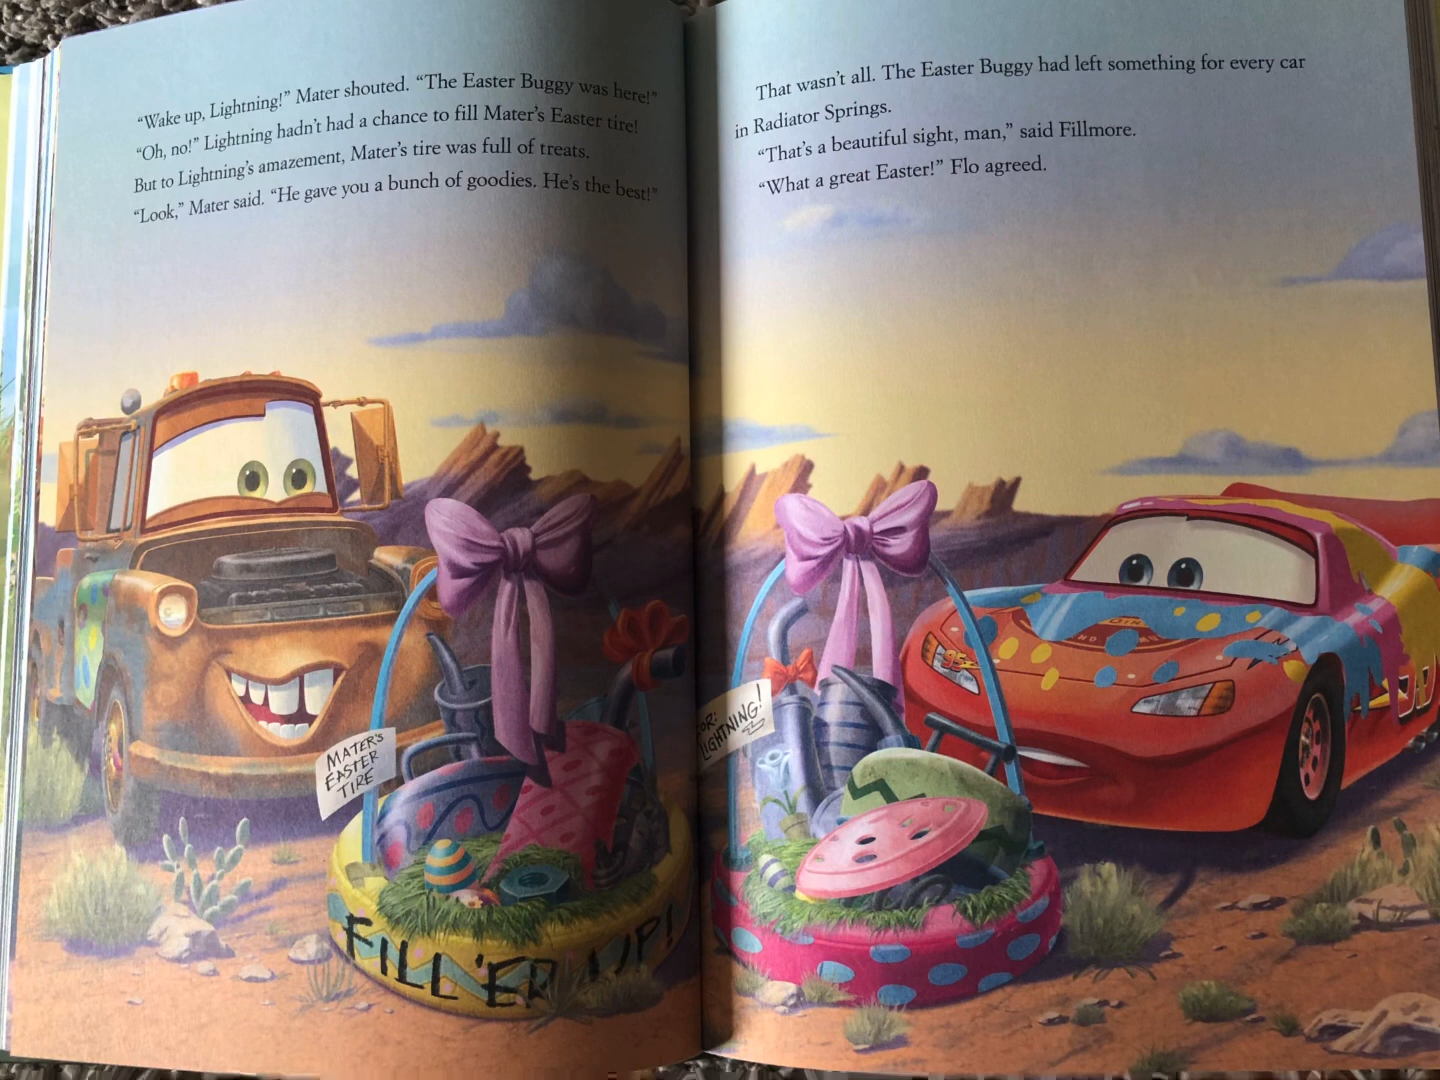 “Wake up, Lightning!” Mater shouted. “The Easter Buggy was here!”
“Oh, no!” Lightning hadn’t had a chance to fill Mater’s Easter tire!
But to Lightning’s amazement, Mater’s tire was full of treats.
“Look,” Mater said. “He gave you a bunch of goodies. He’s the best!”
MATER'S
EASTER
TIRE
FILL 'ER UP!
That wasn’t all. The Easter Buggy had left something for every car
in Radiator Springs.
“That’s a beautiful sight, man,” said Fillmore.
“What a great Easter!” Flo agreed.
FOR:
LIGHTNING!
95